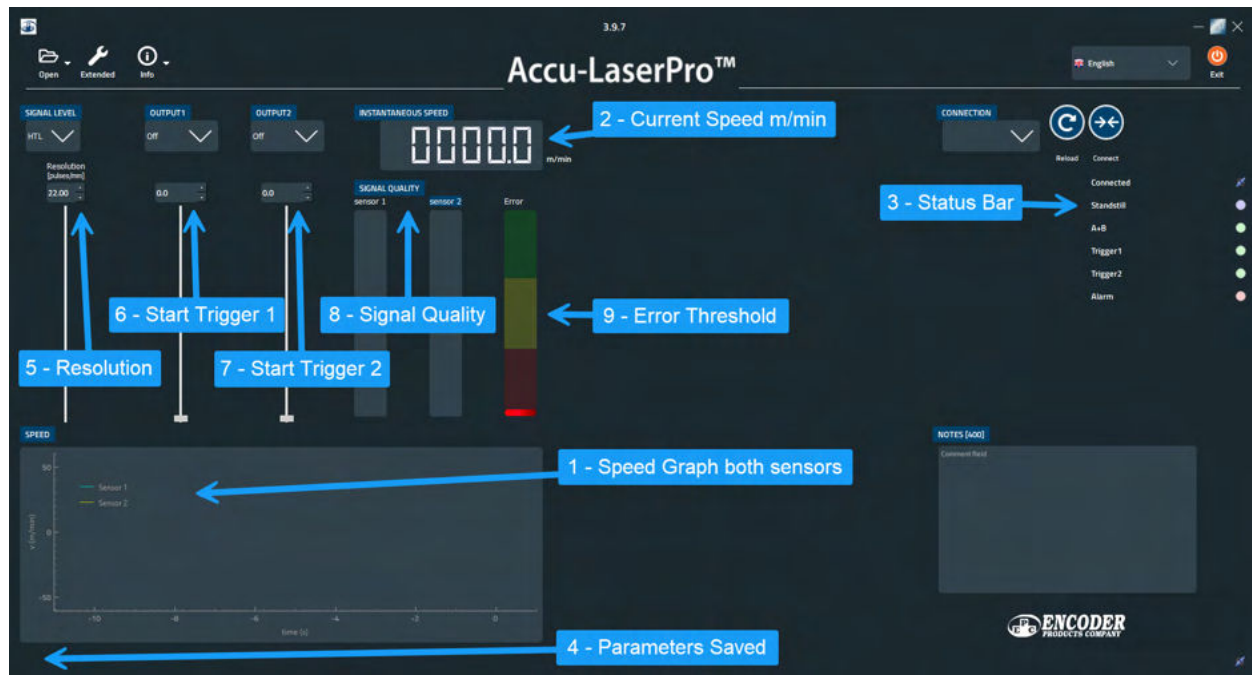 3.9.7
Open
Extended
Info
Accu-LaserPro™
English
Exit
SIGNAL LEVEL
OUTPUT1
OUTPUT2
INSTANTANEOUS SPEED
CONNECTION
HTL
Off
Off
0000.0
m/min
2 - Current Speed m/min
Reload
Connect
Resolution
[pulses/mm]
22.00
0.0
0.0
SIGNAL QUALITY
sensor 1
sensor 2
Error
Connected
3 - Status Bar
Standstill
A+B
Trigger1
Trigger2
Alarm
6 - Start Trigger 1
8 - Signal Quality
9 - Error Threshold
5 - Resolution
7 - Start Trigger 2
SPEED
NOTES [400]
Comment field
1 - Speed Graph both sensors
50
Sensor 1
Sensor 2
v (m/min)
0
-50
-10
-8
-6
-4
-2
0
time (s)
4 - Parameters Saved
ENCODER
PRODUCTS COMPANY